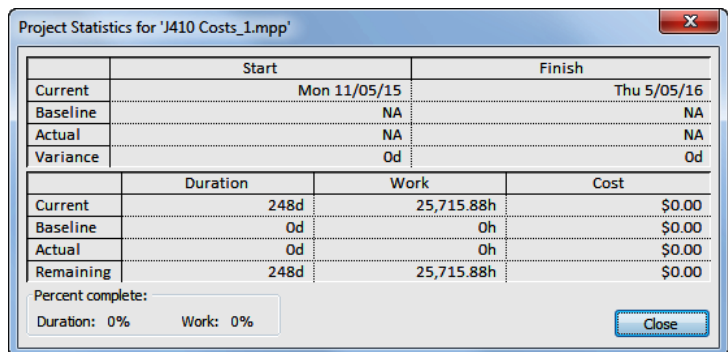 Project Statistics for 'J410 Costs_1.mpp'
Start Finish
Current Mon 11/05/15 Thu 5/05/16
Baseline NA NA
Actual NA NA
Variance 0d 0d
Duration Work Cost
Current 248d 25,715.88h $0.00
Baseline 0d 0h $0.00
Actual 0d 0h $0.00
Remaining 248d 25,715.88h $0.00
Percent complete:
Duration: 0% Work: 0%
Close